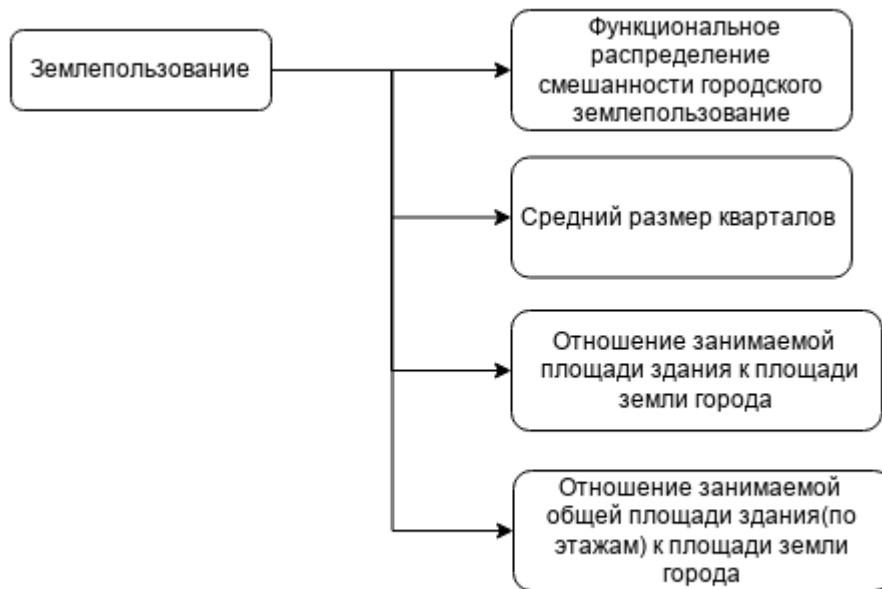 Землепользование
Функциональное
распределение
смешанности городского
землепользование
Средний размер кварталов
Отношение занимаемой
площади здания к площади
земли города
Отношение занимаемой
общей площади здания(по
этажам) к площади земли
города